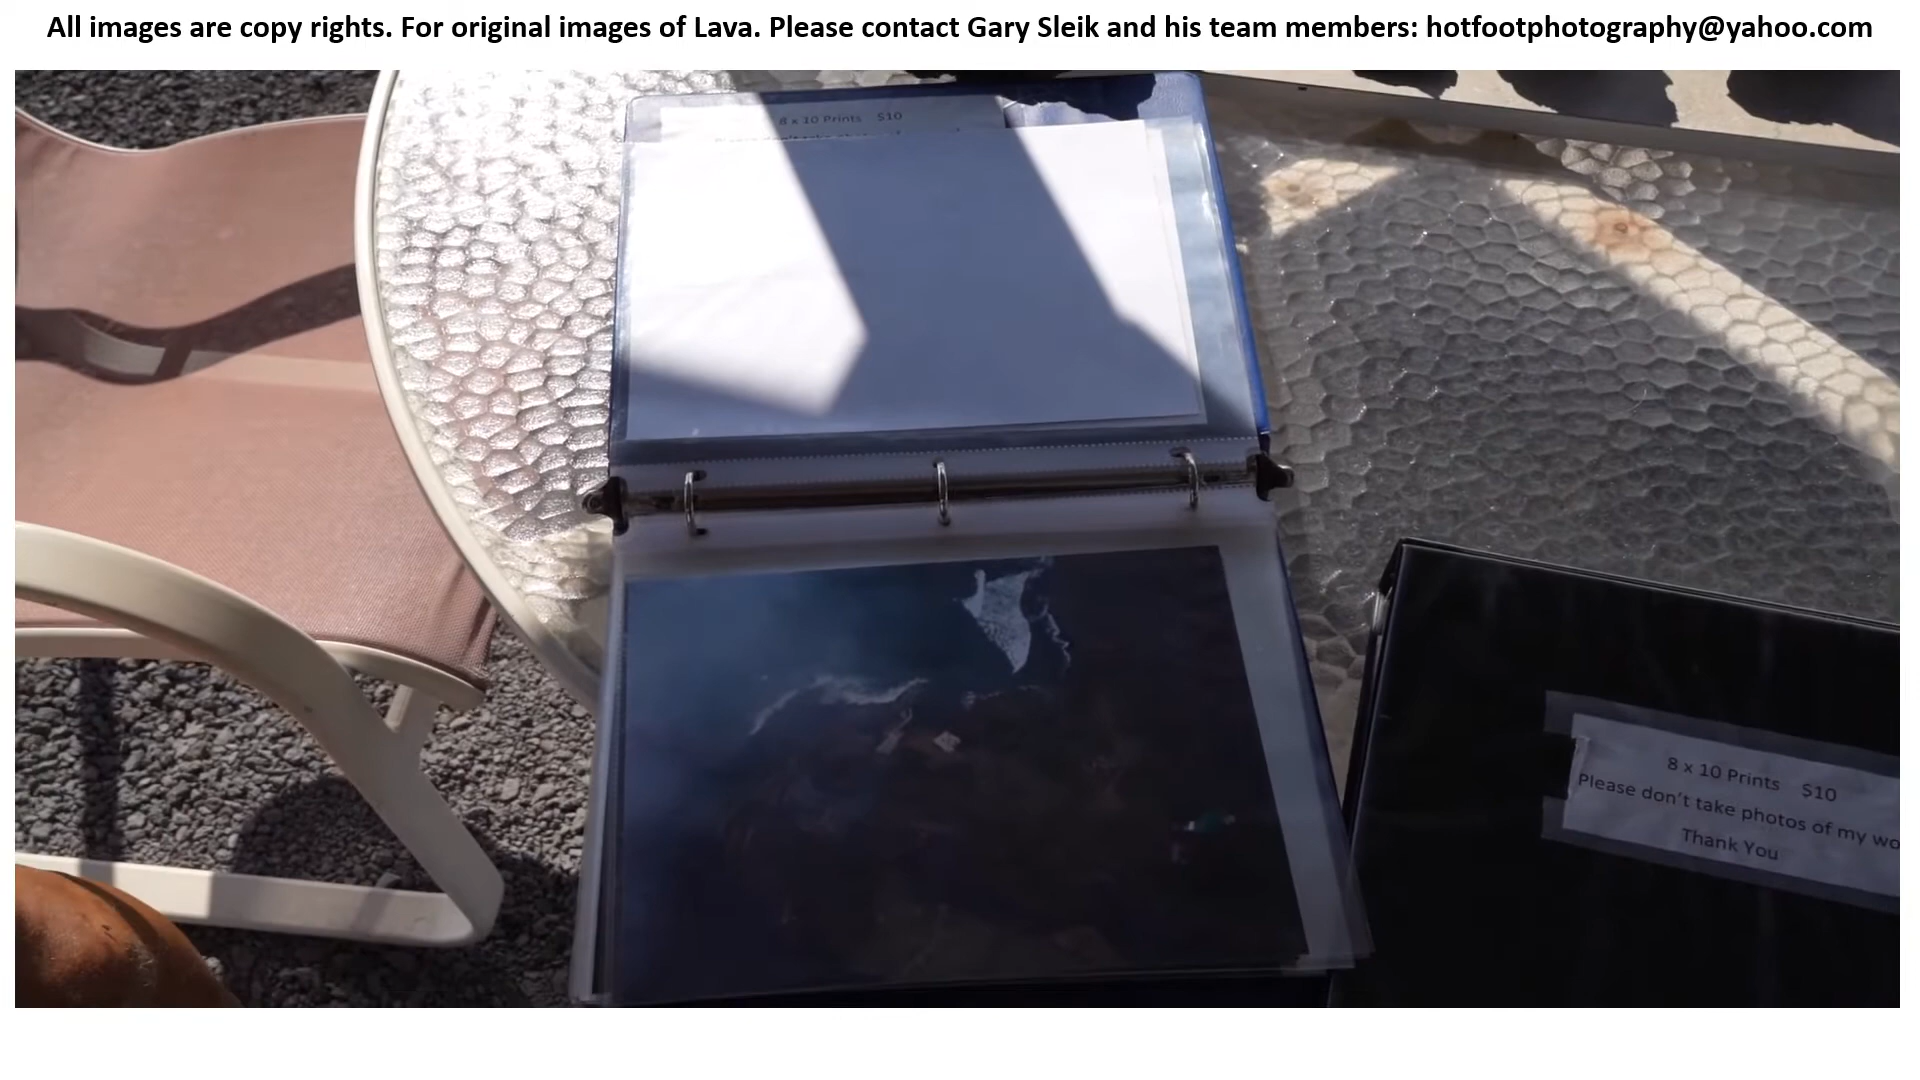 All images are copy rights. For original images of Lava. Please contact Gary Sleik and his team members: hotfootphotography@yahoo.com
8 x 10 Prints $10
8 x 10 Prints $10
Please don't take photos of my wo
Thank You